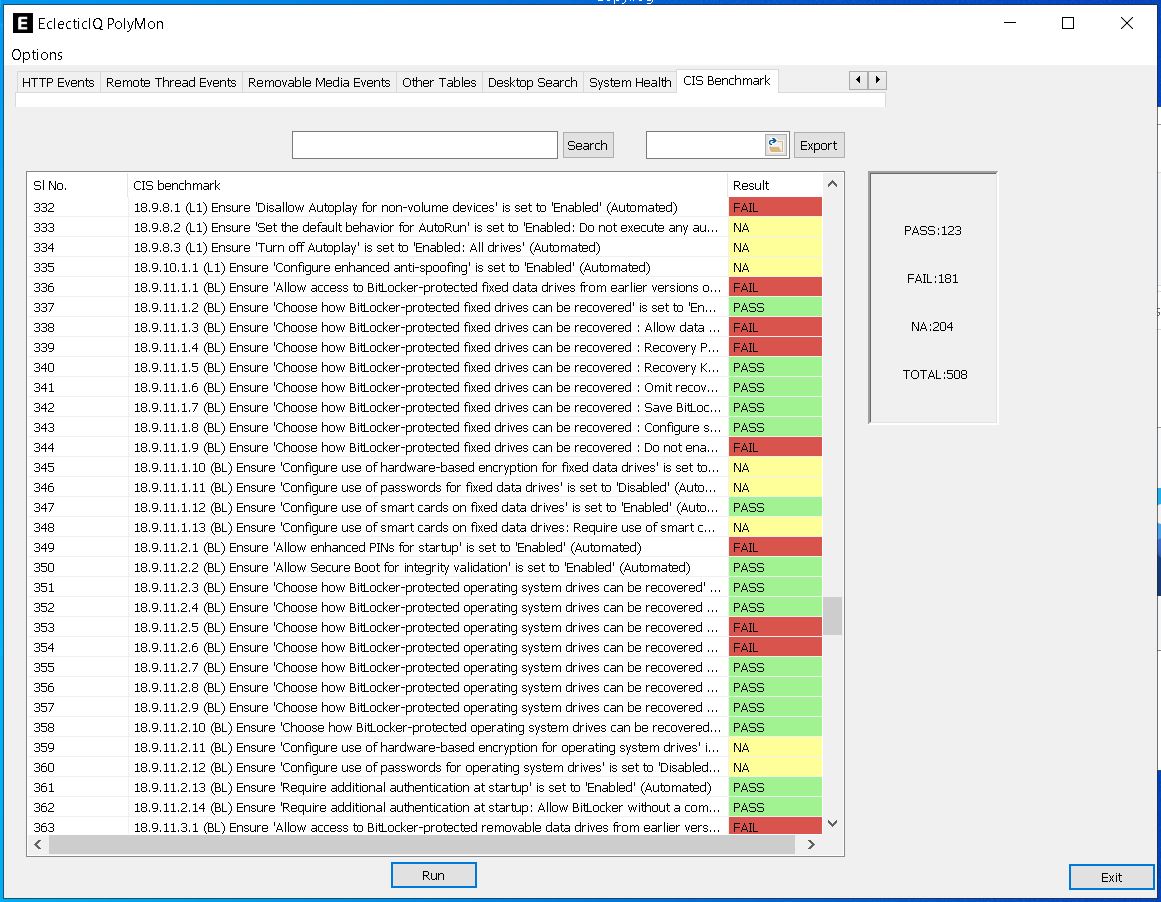 E EclecticIQ PolyMon
Options
HTTP Events Remote Thread Events Removable Media Events Other Tables Desktop Search System Health CIS Benchmark
Search Export
Sl No. CIS benchmark Result
332 18.9.8.1 (L1) Ensure 'Disallow Autoplay for non-volume devices' is set to 'Enabled' (Automated) FAIL
333 18.9.8.2 (L1) Ensure 'Set the default behavior for AutoRun' is set to 'Enabled: Do not execute any au... NA
334 18.9.8.3 (L1) Ensure 'Turn off Autoplay' is set to 'Enabled: All drives' (Automated) NA
335 18.9.10.1.1 (L1) Ensure 'Configure enhanced anti-spoofing' is set to 'Enabled' (Automated) NA
336 18.9.11.1.1 (BL) Ensure 'Allow access to BitLocker-protected fixed data drives from earlier versions o... FAIL
337 18.9.11.1.2 (BL) Ensure 'Choose how BitLocker-protected fixed drives can be recovered' is set to 'En... PASS
338 18.9.11.1.3 (BL) Ensure 'Choose how BitLocker-protected fixed drives can be recovered : Allow data ... FAIL
339 18.9.11.1.4 (BL) Ensure 'Choose how BitLocker-protected fixed drives can be recovered : Recovery P... FAIL
340 18.9.11.1.5 (BL) Ensure 'Choose how BitLocker-protected fixed drives can be recovered : Recovery K... PASS
341 18.9.11.1.6 (BL) Ensure 'Choose how BitLocker-protected fixed drives can be recovered : Omit recov... PASS
342 18.9.11.1.7 (BL) Ensure 'Choose how BitLocker-protected fixed drives can be recovered : Save BitLoc... PASS
343 18.9.11.1.8 (BL) Ensure 'Choose how BitLocker-protected fixed drives can be recovered : Configure s... PASS
344 18.9.11.1.9 (BL) Ensure 'Choose how BitLocker-protected fixed drives can be recovered : Do not ena... FAIL
345 18.9.11.1.10 (BL) Ensure 'Configure use of hardware-based encryption for fixed data drives' is set to... NA
346 18.9.11.1.11 (BL) Ensure 'Configure use of passwords for fixed data drives' is set to 'Disabled' (Auto... NA
347 18.9.11.1.12 (BL) Ensure 'Configure use of smart cards on fixed data drives' is set to 'Enabled' (Auto... PASS
348 18.9.11.1.13 (BL) Ensure 'Configure use of smart cards on fixed data drives: Require use of smart c... NA
349 18.9.11.2.1 (BL) Ensure 'Allow enhanced PINs for startup' is set to 'Enabled' (Automated) FAIL
350 18.9.11.2.2 (BL) Ensure 'Allow Secure Boot for integrity validation' is set to 'Enabled' (Automated) PASS
351 18.9.11.2.3 (BL) Ensure 'Choose how BitLocker-protected operating system drives can be recovered' ... PASS
352 18.9.11.2.4 (BL) Ensure 'Choose how BitLocker-protected operating system drives can be recovered ... PASS
353 18.9.11.2.5 (BL) Ensure 'Choose how BitLocker-protected operating system drives can be recovered ... FAIL
354 18.9.11.2.6 (BL) Ensure 'Choose how BitLocker-protected operating system drives can be recovered ... FAIL
355 18.9.11.2.7 (BL) Ensure 'Choose how BitLocker-protected operating system drives can be recovered ... PASS
356 18.9.11.2.8 (BL) Ensure 'Choose how BitLocker-protected operating system drives can be recovered ... PASS
357 18.9.11.2.9 (BL) Ensure 'Choose how BitLocker-protected operating system drives can be recovered ... PASS
358 18.9.11.2.10 (BL) Ensure 'Choose how BitLocker-protected operating system drives can be recovered... PASS
359 18.9.11.2.11 (BL) Ensure 'Configure use of hardware-based encryption for operating system drives' i... NA
360 18.9.11.2.12 (BL) Ensure 'Configure use of passwords for operating system drives' is set to 'Disabled... NA
361 18.9.11.2.13 (BL) Ensure 'Require additional authentication at startup' is set to 'Enabled' (Automated) PASS
362 18.9.11.2.14 (BL) Ensure 'Require additional authentication at startup: Allow BitLocker without a com... PASS
363 18.9.11.3.1 (BL) Ensure 'Allow access to BitLocker-protected removable data drives from earlier vers... FAIL
PASS:123
FAIL:181
NA:204
TOTAL:508
Run
Exit